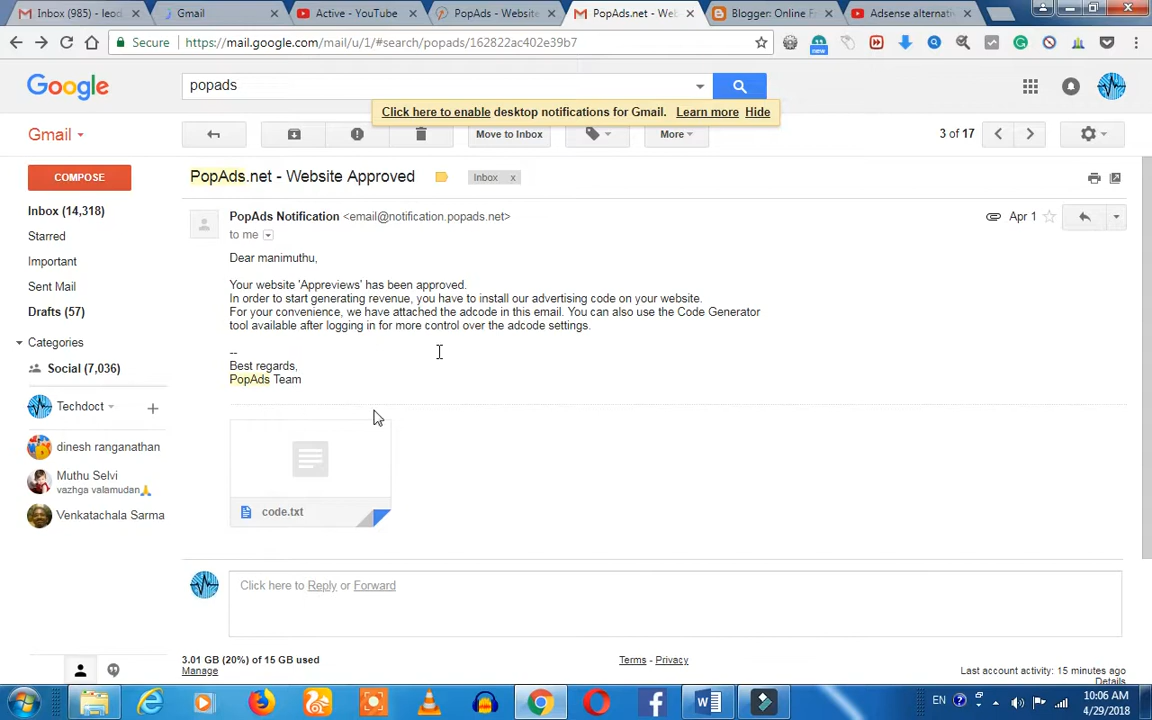 Inbox (985) - leod
Gmail
Active - YouTube
PopAds - Website
PopAds.net - Web
Blogger: Online F
Adsense alternati
Secure
https://mail.google.com/mail/u/1/#search/popads/162822ac402e39b7
new
Google
popads
Click here to enable desktop notifications for Gmail. Learn more Hide
Gmail
Move to Inbox
More
3 of 17
COMPOSE
PopAds.net - Website Approved
Inbox x
Inbox (14,318)
Starred
Important
Sent Mail
Drafts (57)
Categories
Social (7,036)
Techdoct
dinesh ranganathan
Muthu Selvi
vazhga valamudan🙏
Venkatachala Sarma
PopAds Notification <email@notification.popads.net>
Apr 1
to me
Dear manimuthu,
Your website 'Appreviews' has been approved.
In order to start generating revenue, you have to install our advertising code on your website.
For your convenience, we have attached the adcode in this email. You can also use the Code Generator
tool available after logging in for more control over the adcode settings.
--
Best regards,
PopAds Team
code.txt
Click here to Reply or Forward
3.01 GB (20%) of 15 GB used
Manage
Terms - Privacy
Last account activity: 15 minutes ago
Details
EN
10:06 AM
4/29/2018